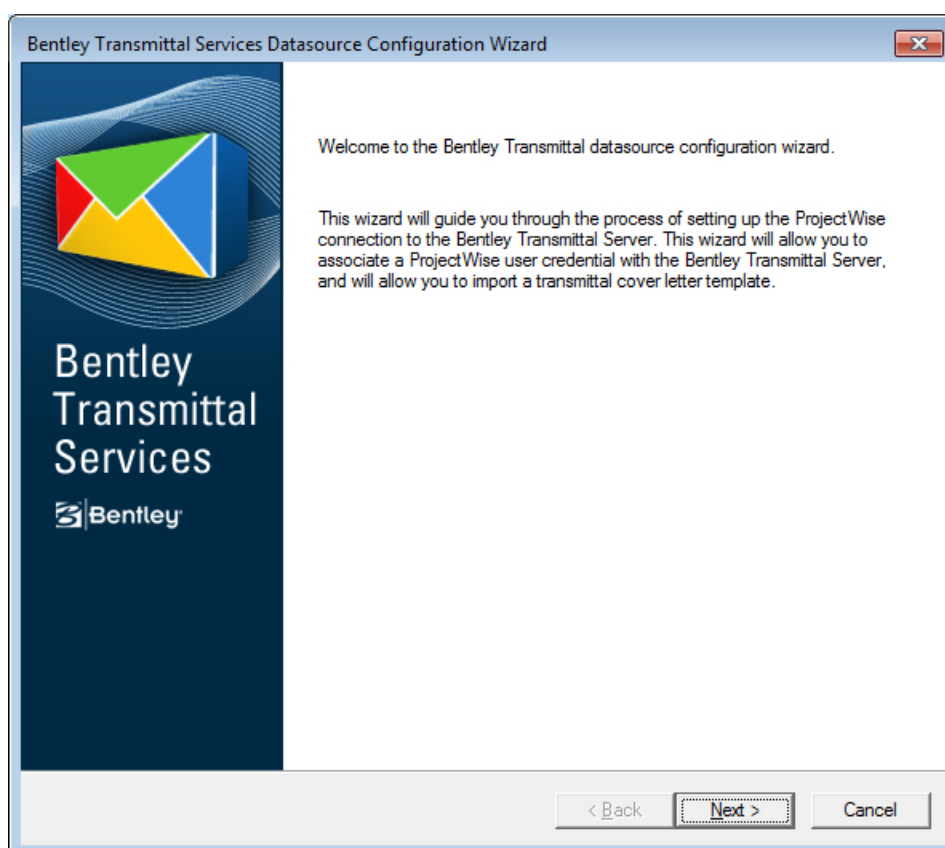 Bentley Transmittal Services Datasource Configuration Wizard
Welcome to the Bentley Transmittal datasource configuration wizard.
This wizard will guide you through the process of setting up the ProjectWise
connection to the Bentley Transmittal Server. This wizard will allow you to
associate a ProjectWise user credential with the Bentley Transmittal Server,
and will allow you to import a transmittal cover letter template.
Bentley
Transmittal
Services
Bentley
< Back
Next >
Cancel